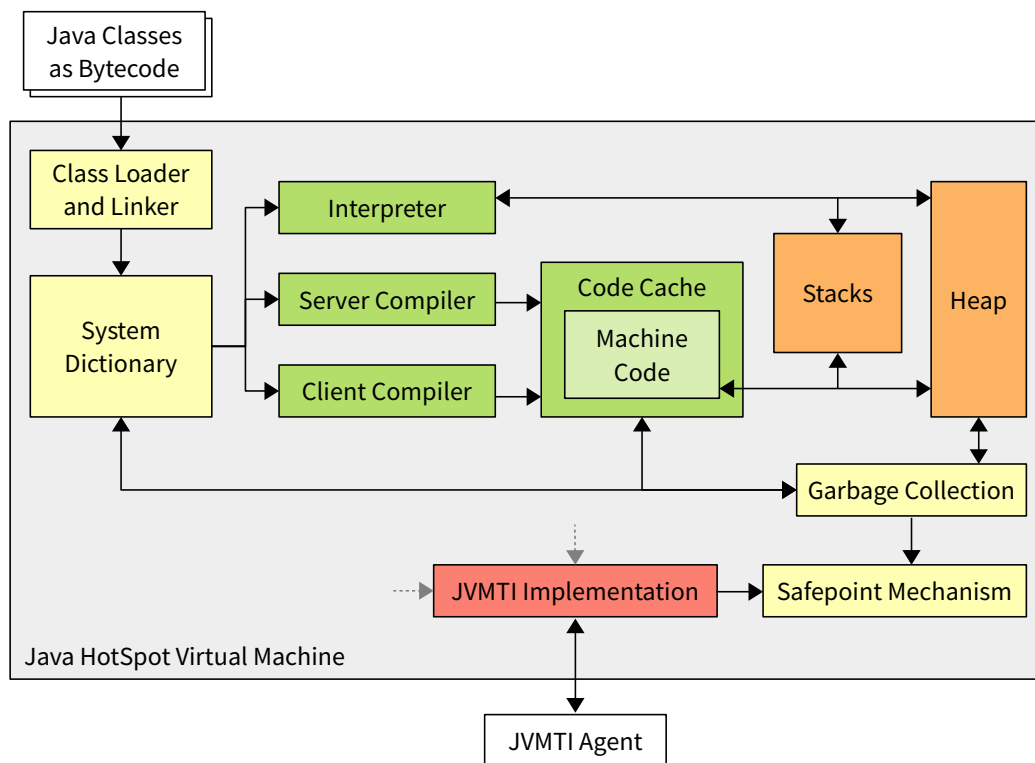 Java Classes
as Bytecode
Class Loader
and Linker
Interpreter
Server Compiler
Code Cache
Stacks
Heap
System
Dictionary
Machine
Code
Client Compiler
Garbage Collection
JVMTI Implementation
Safepoint Mechanism
Java HotSpot Virtual Machine
JVMTI Agent